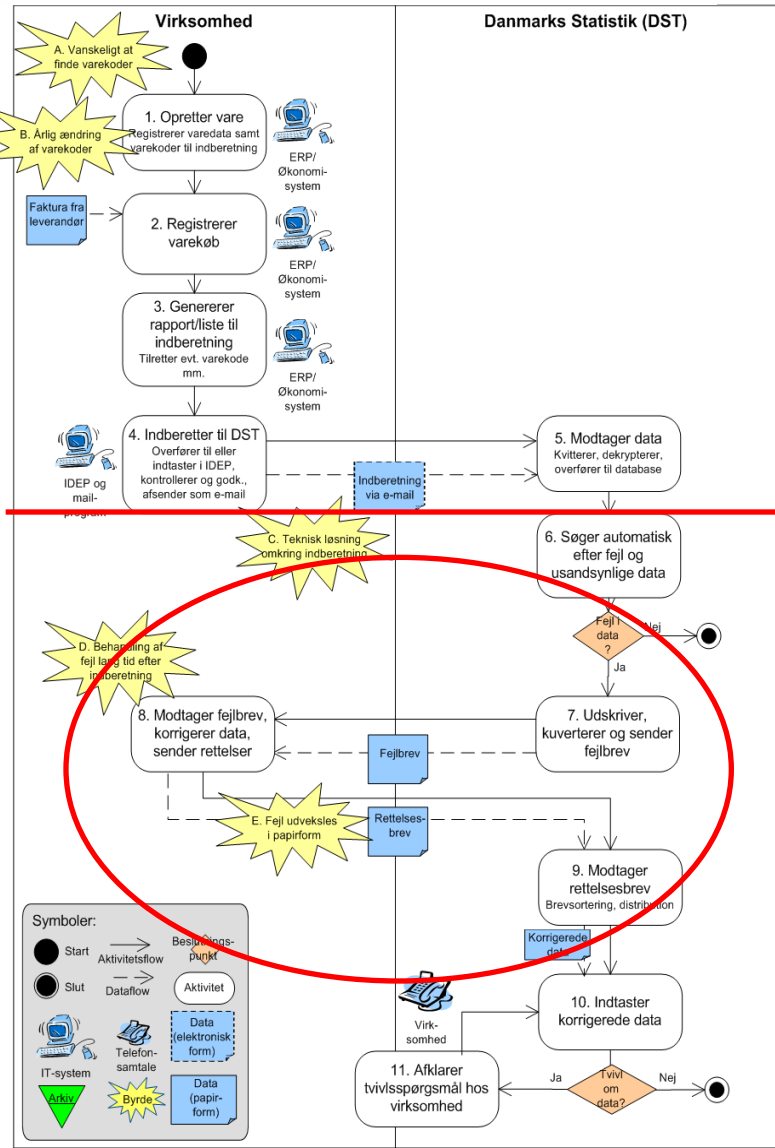 Virksomhed
Danmarks Statistik (DST)
A. Vanskeligt at
finde varekoder
1. Opretter vare
Registrerer varedata samt
varekoder til indberetning
B. Årlig ændring
af varekoder
ERP/
Økonomi-
system
Faktura fra
leverandør
2. Registrerer
varekøb
ERP/
Økonomi-
system
3. Genererer
rapport/liste til
indberetning
Tilretter evt. varekode
mm.
ERP/
Økonomi-
system
4. Indberetter til DST
Overfører til eller
indtaster i IDEP,
kontrollerer og godk.,
afsender som e-mail
IDEP og
mail-
program
Indberetning
via e-mail
5. Modtager data
Kvitterer, dekrypterer,
overfører til database
C. Teknisk løsning
omkring indberetning
6. Søger automatisk
efter fejl og
usandsynlige data
Fejl i
data
?
Nej
Ja
D. Behandling af
fejl lang tid efter
indberetning
8. Modtager fejlbrev,
korrigerer data,
sender rettelser
7. Udskriver,
kuverterer og sender
fejlbrev
Fejlbrev
E. Fejl udveksles
i papirform
Rettelses-
brev
9. Modtager
rettelsesbrev
Brevsortering, distribution
Korrigerede
data
10. Indtaster
korrigerede data
Virk-
somhed
11. Afklarer
tvivlsspørgsmål hos
virksomhed
Ja
Tvivl
om
data?
Nej
Symboler:
Start
Aktivitetsflow
Beslutnings-
punkt
Slut
Dataflow
Aktivitet
IT-system
Telefon-
samtale
Data
(elektronisk
form)
Arkiv
Byrde
Data
(papir-
form)